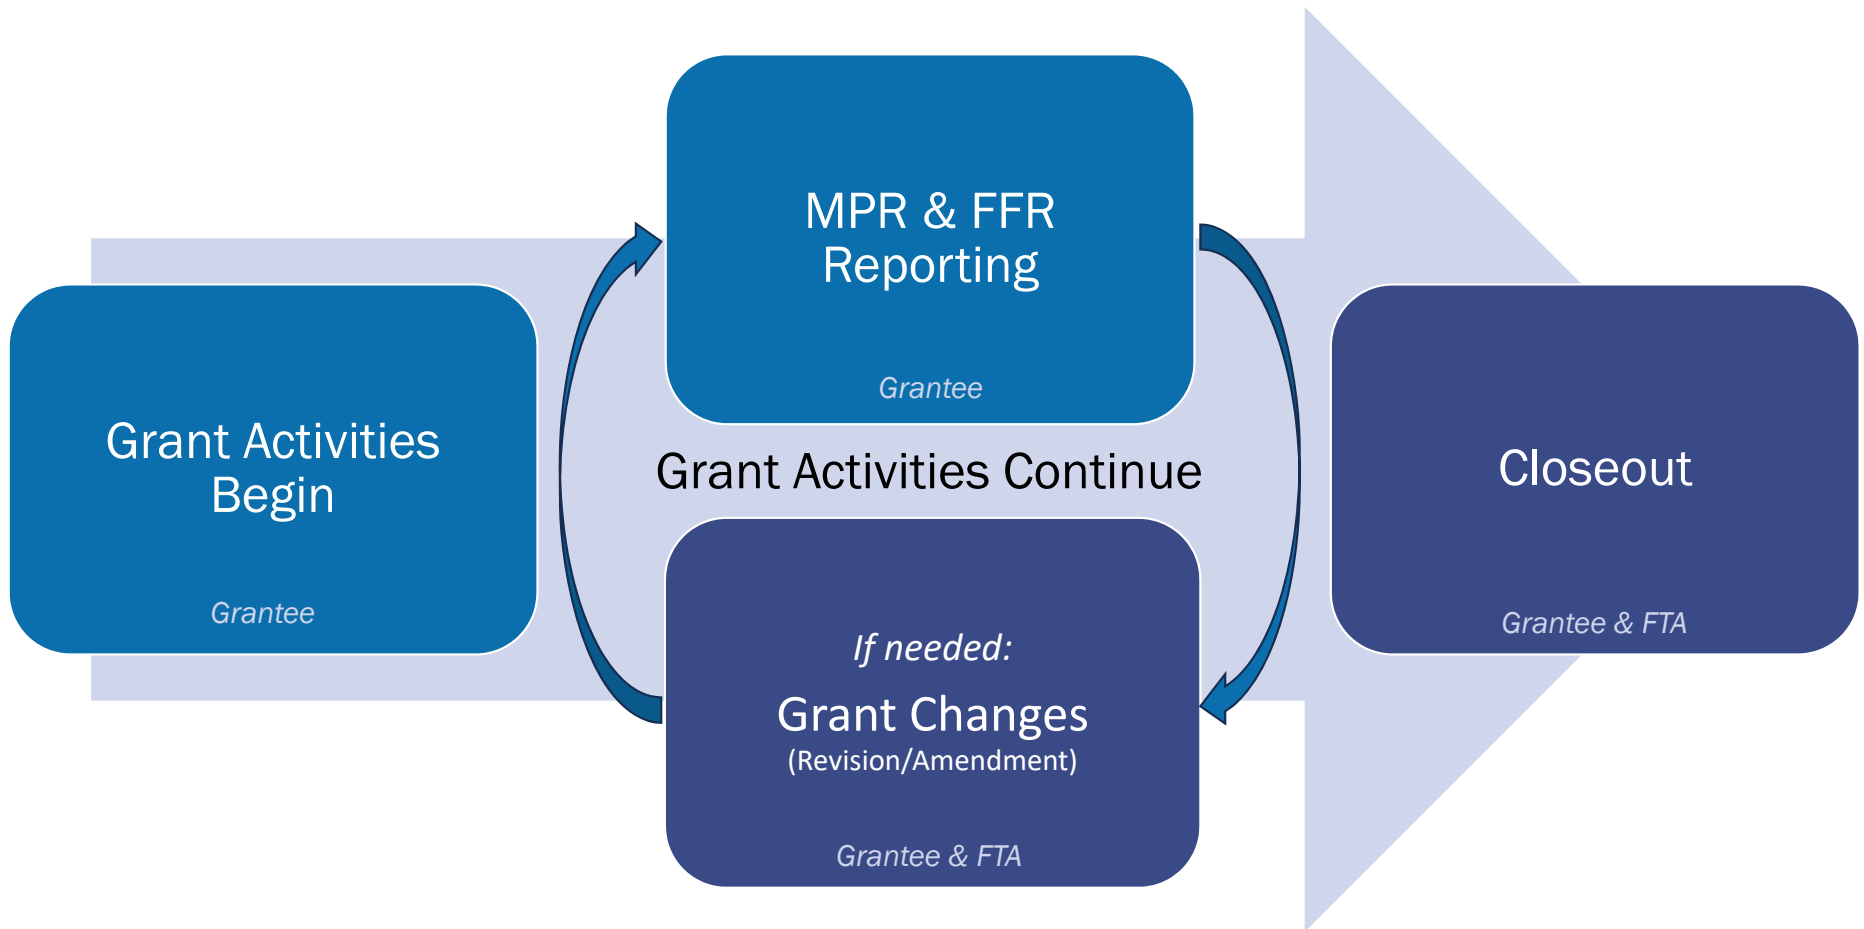 Grant Activities
Begin
Grantee
MPR & FFR
Reporting
Grantee
Grant Activities Continue
If needed:
Grant Changes
(Revision/Amendment)
Grantee & FTA
Closeout
Grantee & FTA